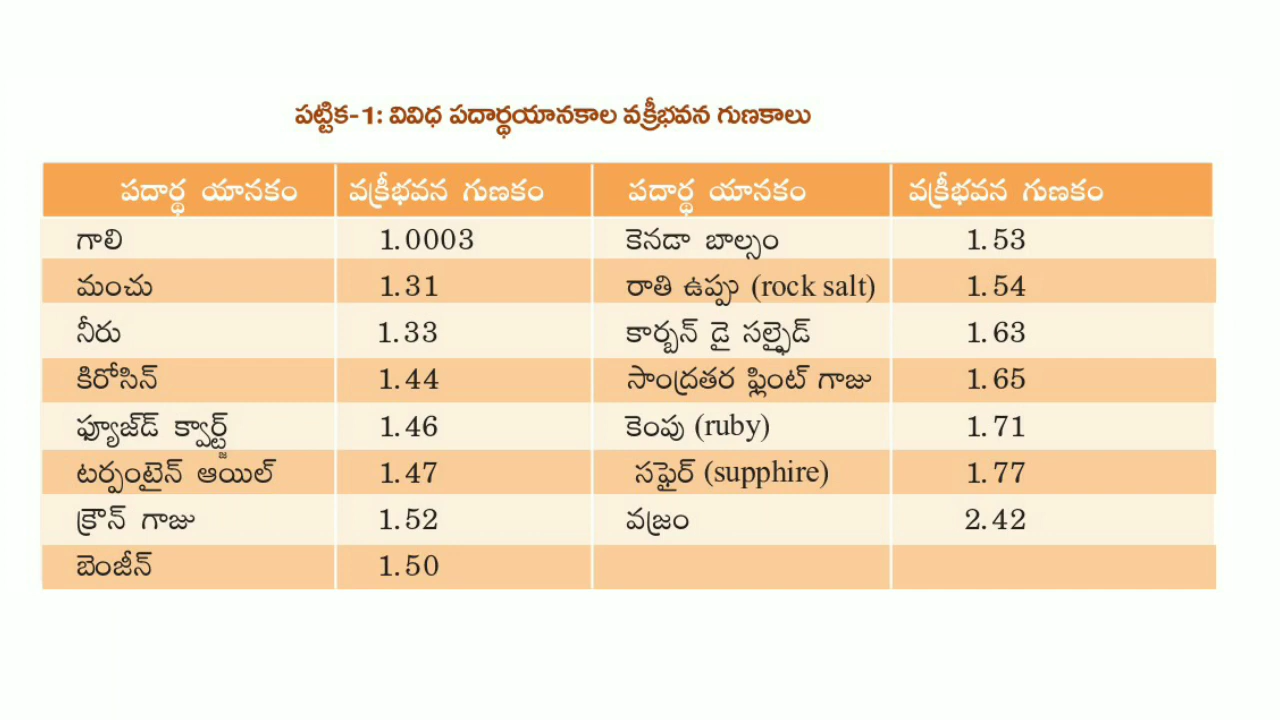 పట్టిక-1: వివిధ పదార్థయానకాల వక్రీభవన గుణకాలు
పదార్థ యానకం వక్రీభవన గుణకం పదార్థ యానకం వక్రీభవన గుణకం
గాలి 1.0003 కెనడా బాల్సం 1.53
మంచు 1.31 రాతి ఉప్పు (rock salt) 1.54
నీరు 1.33 కార్బన్ డై సల్ఫైడ్ 1.63
కిరోసిన్ 1.44 సాంద్రతర ఫ్లింట్ గాజు 1.65
ఫ్యూజ్‌డ్ క్వార్ట్జ్ 1.46 కెంపు (ruby) 1.71
టర్పంటైన్ ఆయిల్ 1.47 సఫైర్ (supphire) 1.77
క్రౌన్ గాజు 1.52 వజ్రం 2.42
బెంజీన్ 1.50